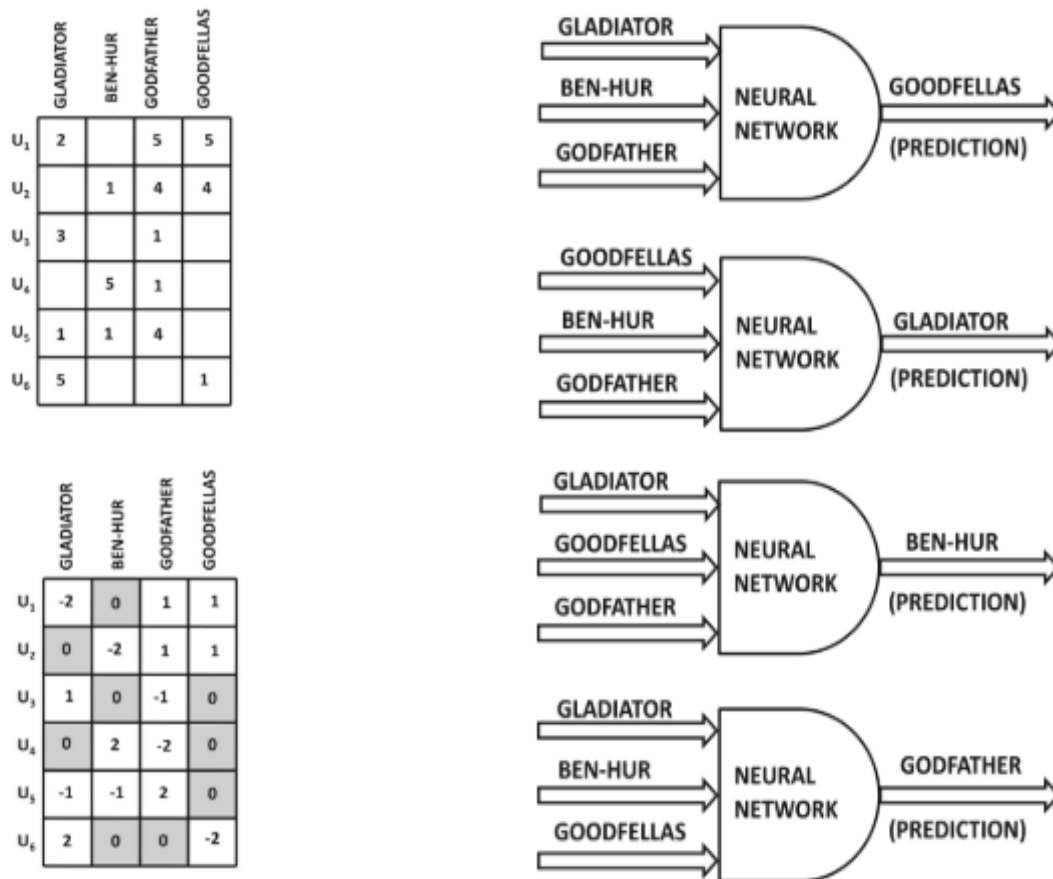 GLADIATOR BEN-HUR GODFATHER GOODFELLAS
U1 2 5 5
U2 1 4 4
U3 3 1
U4 5 1
U5 1 1 4
U6 5 1
GLADIATOR BEN-HUR GODFATHER GOODFELLAS
U1 -2 0 1 1
U2 0 -2 1 1
U3 1 0 -1 0
U4 0 2 -2 0
U5 -1 -1 2 0
U6 2 0 0 -2
GLADIATOR
BEN-HUR
GODFATHER
NEURAL
NETWORK
GOODFELLAS
(PREDICTION)
GOODFELLAS
BEN-HUR
GODFATHER
NEURAL
NETWORK
GLADIATOR
(PREDICTION)
GLADIATOR
GOODFELLAS
GODFATHER
NEURAL
NETWORK
BEN-HUR
(PREDICTION)
GLADIATOR
BEN-HUR
GOODFELLAS
NEURAL
NETWORK
GODFATHER
(PREDICTION)